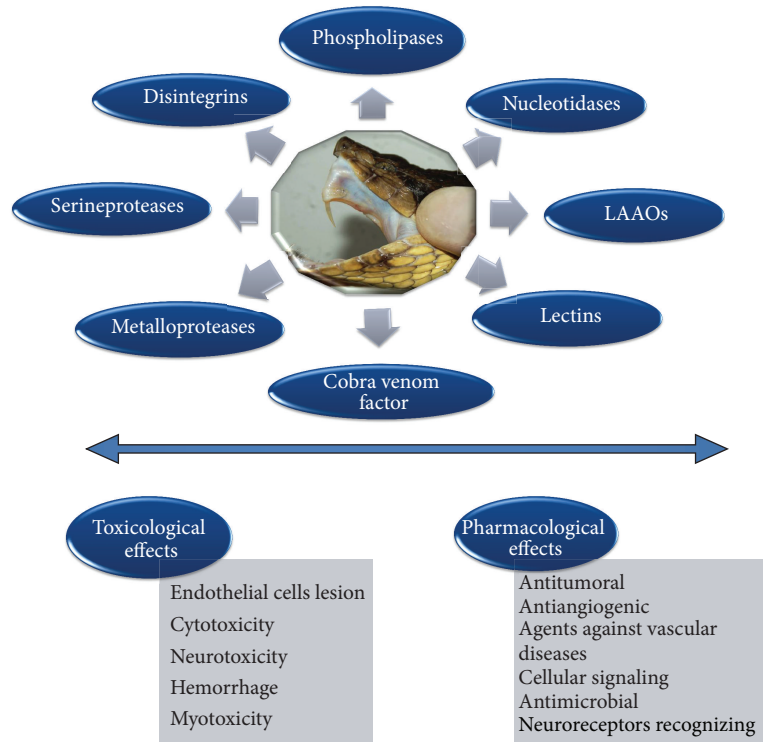 Phospholipases
Disintegrins
Nucleotidases
Serineproteases
LAAOs
Metalloproteases
Lectins
Cobra venom
factor
Toxicological
effects
Endothelial cells lesion
Cytotoxicity
Neurotoxicity
Hemorrhage
Myotoxicity
Pharmacological
effects
Antitumoral
Antiangiogenic
Agents against vascular
diseases
Cellular signaling
Antimicrobial
Neuroreceptors recognizing